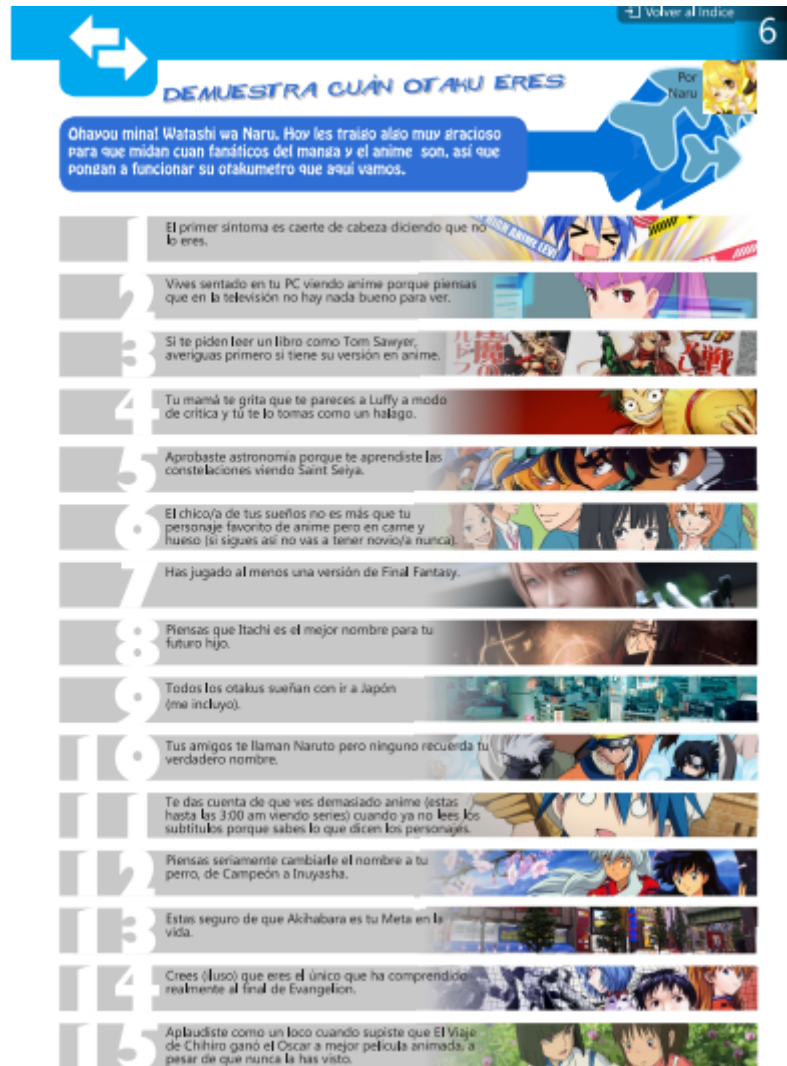 Volver al Indice
6
DEMUESTRA CUÁN OTAKU ERES
Por
Naru
Ohayou mina! Watashi wa Naru. Hoy les traigo algo muy gracioso
para que midan cuan fanáticos del manga y el anime son, así que
pongan a funcionar su otakumetro que aquí vamos.
1
El primer síntoma es caerte de cabeza diciendo que no
lo eres.
2
Vives sentado en tu PC viendo anime porque piensas
que en la televisión no hay nada bueno para ver.
3
Si te piden leer un libro como Tom Sawyer,
averiguas primero si tiene su versión en anime.
4
Tu mamá te grita que te pareces a Luffy a modo
de crítica y tú te lo tomas como un halago.
5
Aprobaste astronomía porque te aprendiste las
constelaciones viendo Saint Seiya.
6
El chico/a de tus sueños no es más que tu
personaje favorito de anime pero en carne y
hueso (si sigues así no vas a tener novio/a nunca).
7
Has jugado al menos una versión de Final Fantasy.
8
Piensas que Itachi es el mejor nombre para tu
futuro hijo.
9
Todos los otakus sueñan con ir a Japón
(me incluyo).
10
Tus amigos te llaman Naruto pero ninguno recuerda tu
verdadero nombre.
11
Te das cuenta de que ves demasiado anime (estas
hasta las 3:00 am viendo series) cuando ya no lees los
subtítulos porque sabes lo que dicen los personajes.
12
Piensas seriamente cambiarle el nombre a tu
perro, de Campeón a Inuyasha.
13
Estas seguro de que Akihabara es tu Meta en la
vida.
14
Crees (iluso) que eres el único que ha comprendido
realmente al final de Evangelion.
15
Aplaudiste como un loco cuando supiste que El Viaje
de Chihiro ganó el Oscar a mejor película animada, a
pesar de que nunca la has visto.